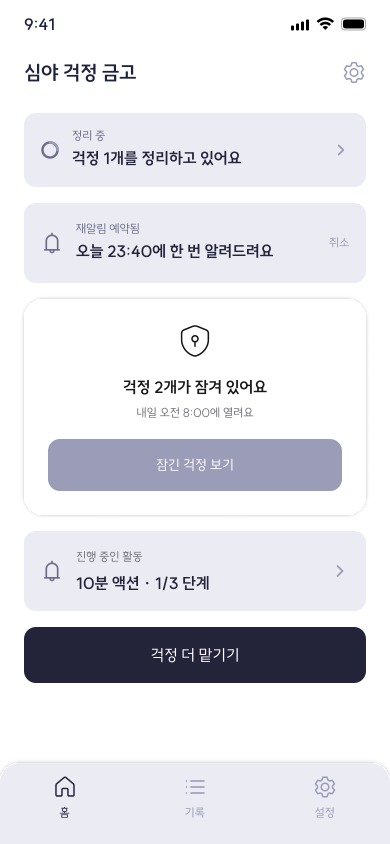 9:41
심야 걱정 금고
정리 중
걱정 1개를 정리하고 있어요
재알림 예약됨
오늘 23:40에 한 번 알려드려요
취소
걱정 2개가 잠겨 있어요
내일 오전 8:00에 열려요
잠긴 걱정 보기
진행 중인 활동
10분 액션 · 1/3 단계
걱정 더 맡기기
홈
기록
설정